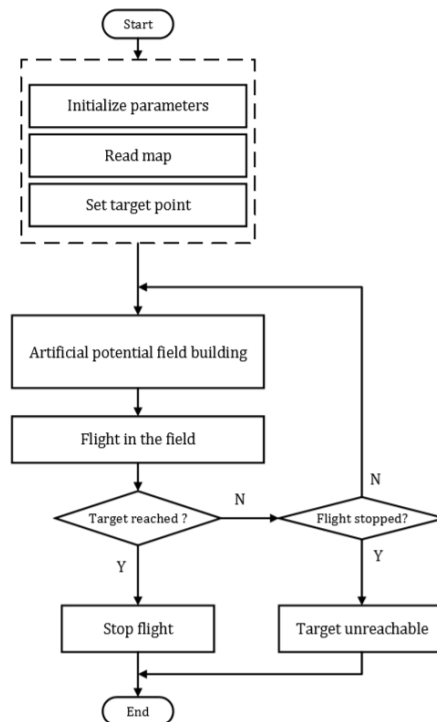 Start
Initialize parameters
Read map
Set target point
Artificial potential field building
Flight in the field
N
Target reached ?
N
Flight stopped?
Y
Y
Stop flight
Target unreachable
End